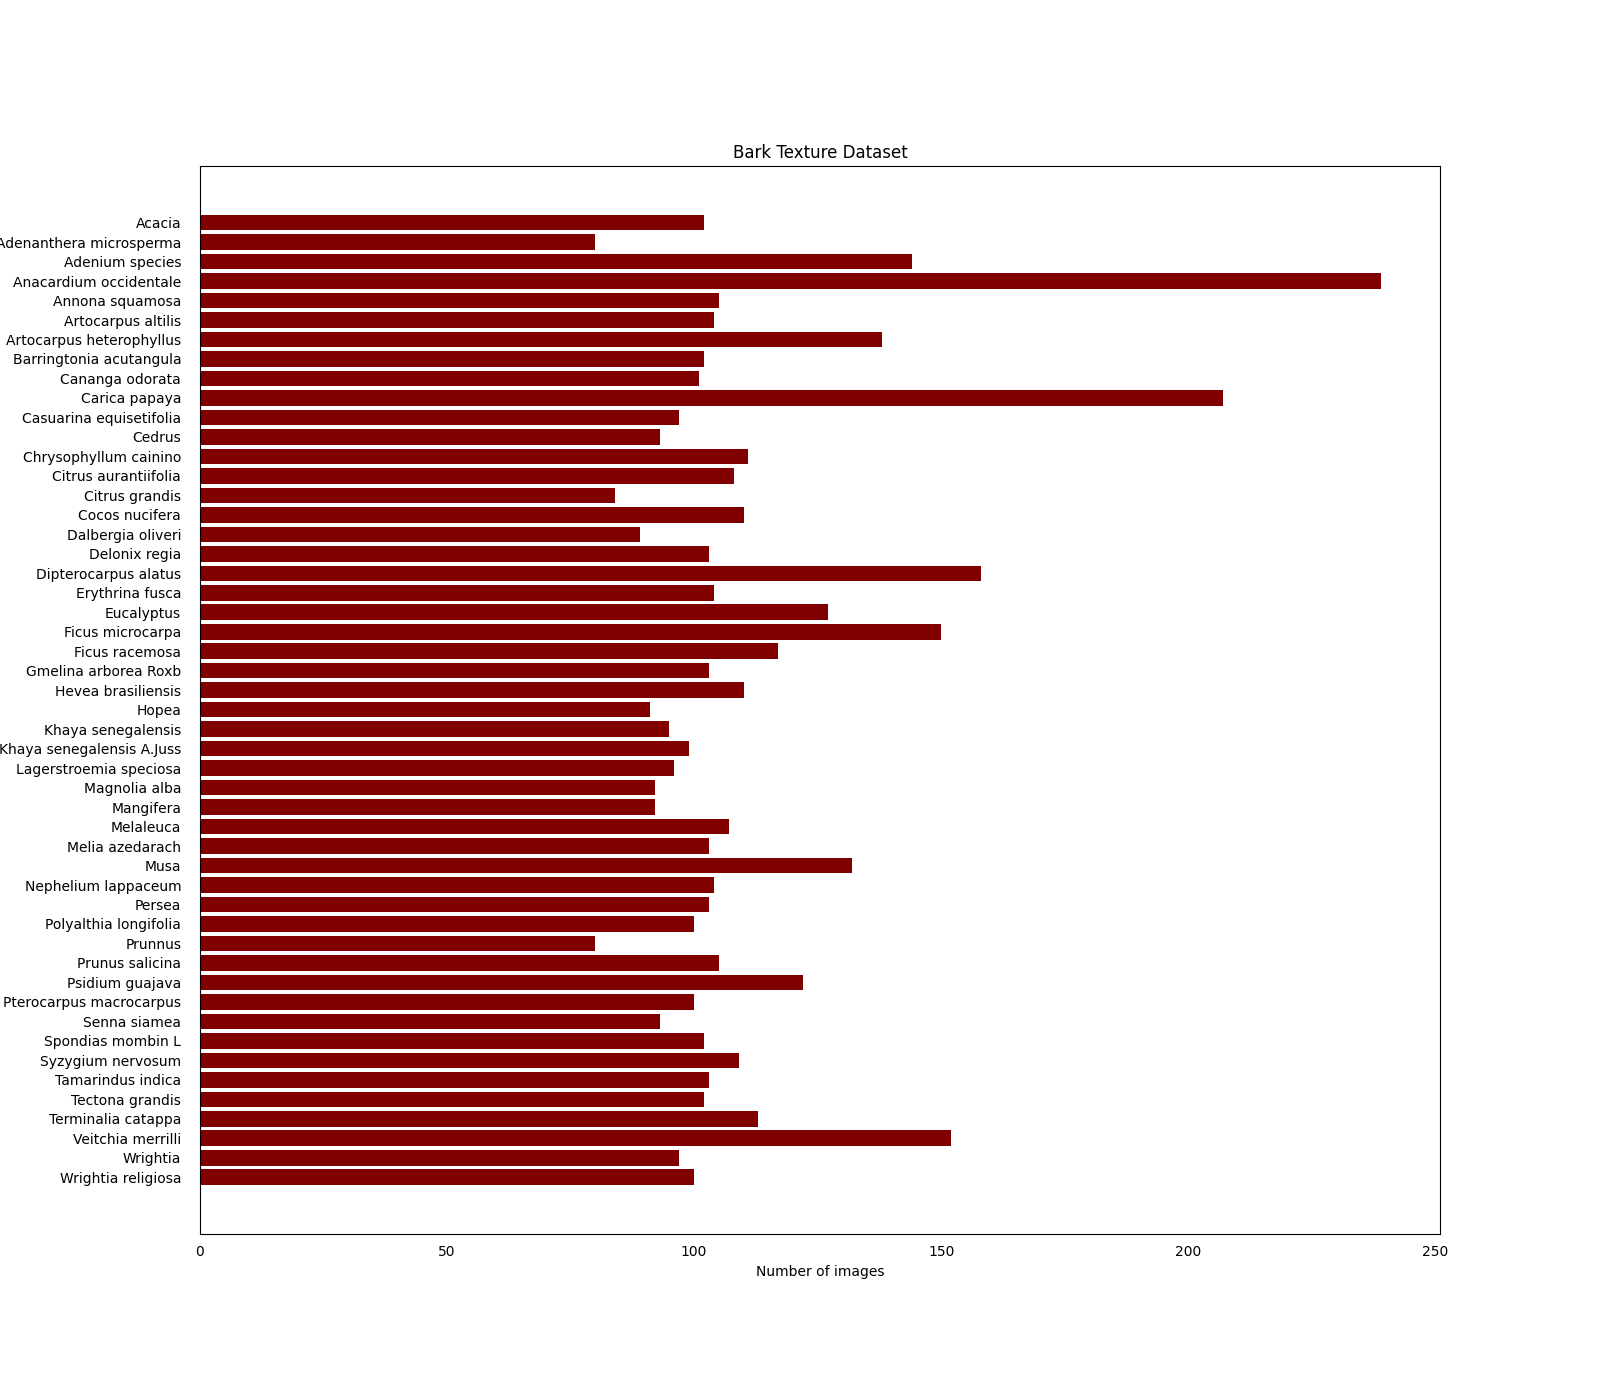 Bark Texture Dataset
Acacia
Adenanthera microsperma
Adenium species
Anacardium occidentale
Annona squamosa
Artocarpus altilis
Artocarpus heterophyllus
Barringtonia acutangula
Cananga odorata
Carica papaya
Casuarina equisetifolia
Cedrus
Chrysophyllum cainino
Citrus aurantiifolia
Citrus grandis
Cocos nucifera
Dalbergia oliveri
Delonix regia
Dipterocarpus alatus
Erythrina fusca
Eucalyptus
Ficus microcarpa
Ficus racemosa
Gmelina arborea Roxb
Hevea brasiliensis
Hopea
Khaya senegalensis
Khaya senegalensis A.Juss
Lagerstroemia speciosa
Magnolia alba
Mangifera
Melaleuca
Melia azedarach
Musa
Nephelium lappaceum
Persea
Polyalthia longifolia
Prunnus
Prunus salicina
Psidium guajava
Pterocarpus macrocarpus
Senna siamea
Spondias mombin L
Syzygium nervosum
Tamarindus indica
Tectona grandis
Terminalia catappa
Veitchia merrilli
Wrightia
Wrightia religiosa
0 50 100 150 200 250
Number of images